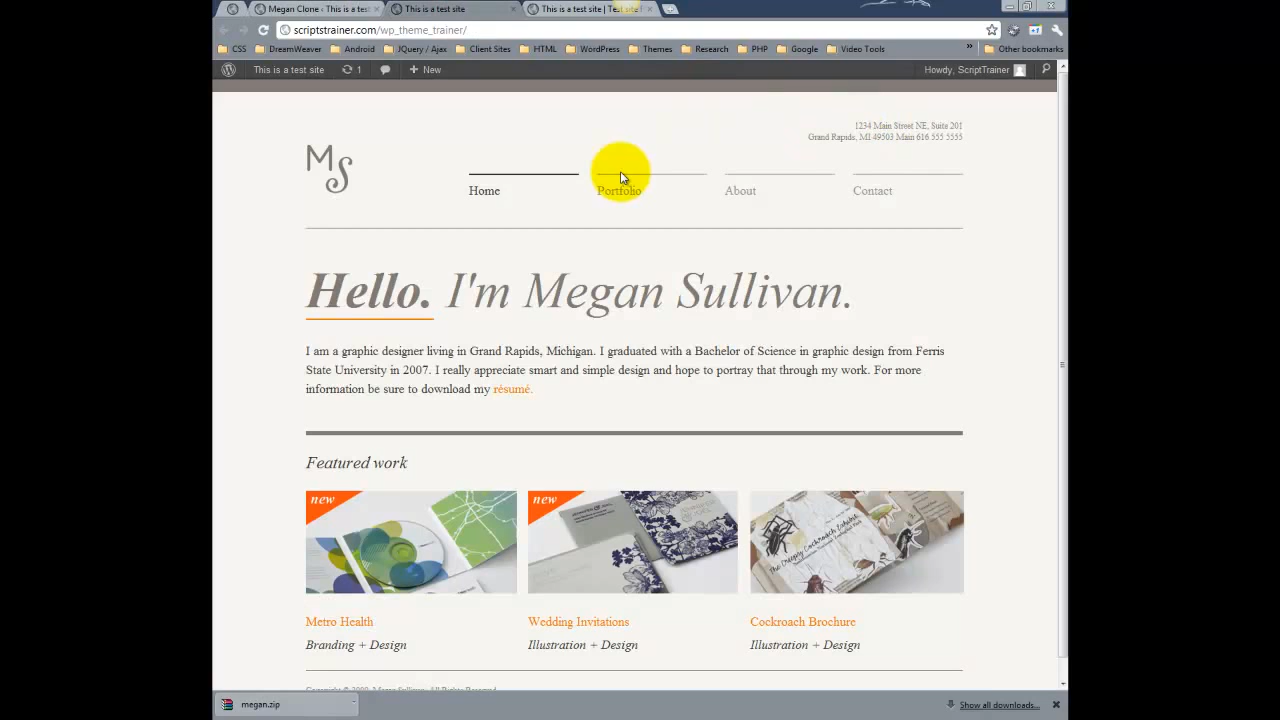 Megan Clone ‹ This is a test
This is a test site
This is a test site | Test site
scriptstrainer.com/wp_theme_trainer/
CSS DreamWeaver Android JQuery / Ajax Client Sites HTML WordPress Themes Research PHP Google Video Tools » Other bookmarks
This is a test site 1 + New Howdy, ScriptTrainer
1234 Main Street NE, Suite 201
Grand Rapids, MI 49503 Main 616 555 5555
MS
Home Portfolio About Contact
Hello. I'm Megan Sullivan.
I am a graphic designer living in Grand Rapids, Michigan. I graduated with a Bachelor of Science in graphic design from Ferris
State University in 2007. I really appreciate smart and simple design and hope to portray that through my work. For more
information be sure to download my résumé.
Featured work
new new
The Creepy Cockroach Exhibit
Metro Health Wedding Invitations Cockroach Brochure
Branding + Design Illustration + Design Illustration + Design
megan.zip Show all downloads...